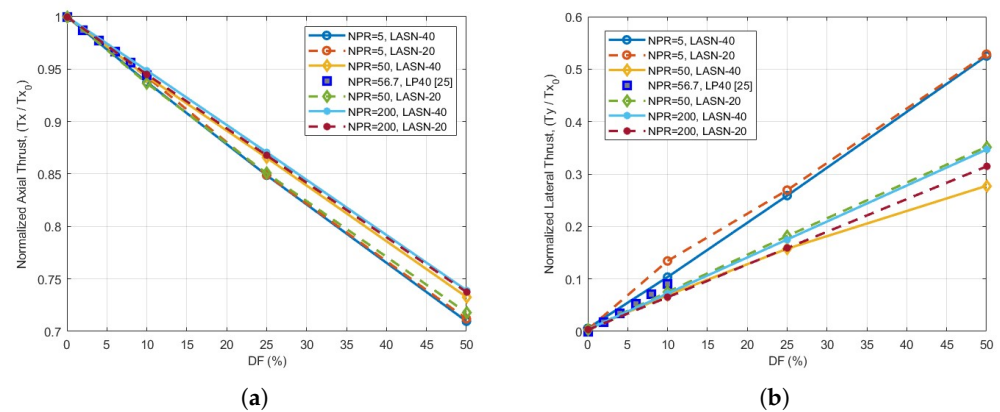 1
0.95
0.9
0.85
0.8
0.75
0.7
Normalized Axial Thrust, (Tx / Tx0)
NPR=5, LASN-40
NPR=5, LASN-20
NPR=50, LASN-40
NPR=56.7, LP40 [25]
NPR=50, LASN-20
NPR=200, LASN-40
NPR=200, LASN-20
0 5 10 15 20 25 30 35 40 45 50
DF (%)
(a)
0.6
0.5
0.4
0.3
0.2
0.1
0
Normalized Lateral Thrust, (Ty / Tx0)
NPR=5, LASN-40
NPR=5, LASN-20
NPR=50, LASN-40
NPR=56.7, LP40 [25]
NPR=50, LASN-20
NPR=200, LASN-40
NPR=200, LASN-20
0 5 10 15 20 25 30 35 40 45 50
DF (%)
(b)